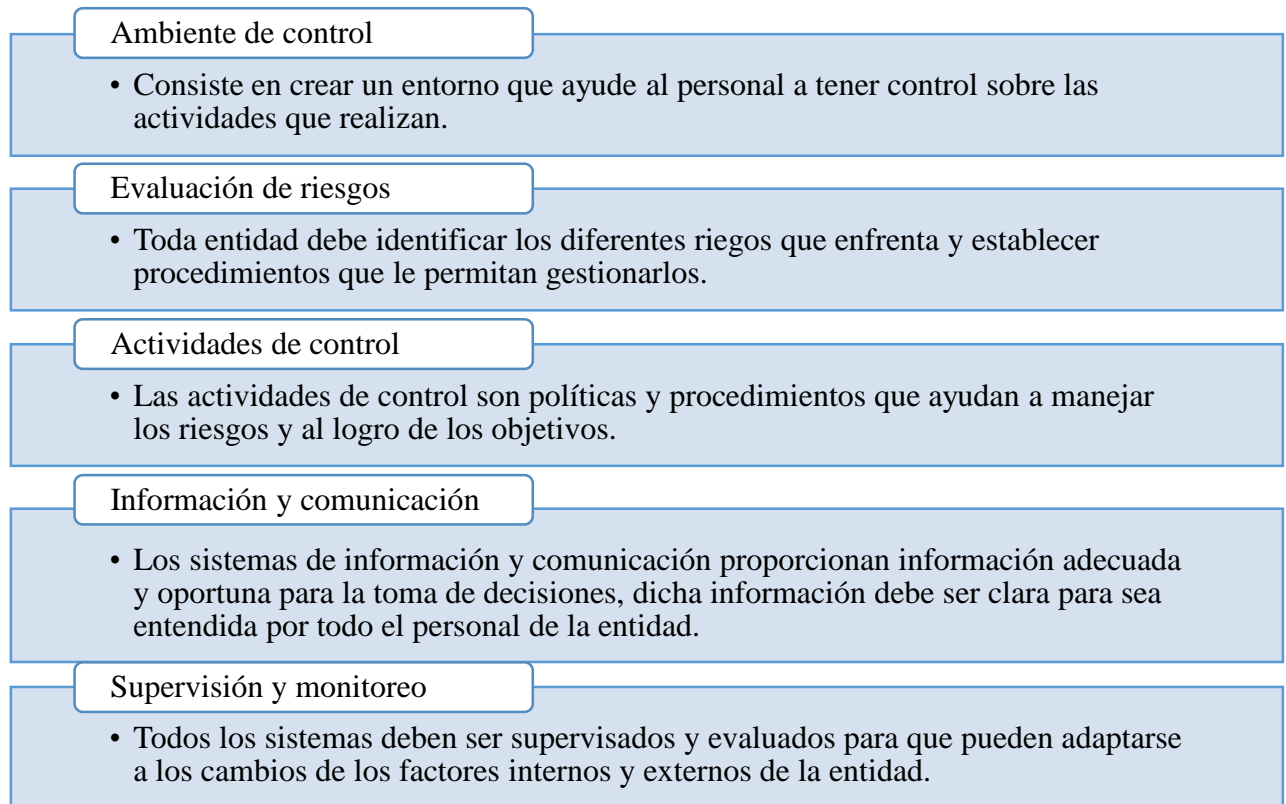 Ambiente de control
• Consiste en crear un entorno que ayude al personal a tener control sobre las
actividades que realizan.
Evaluación de riesgos
• Toda entidad debe identificar los diferentes riegos que enfrenta y establecer
procedimientos que le permitan gestionarlos.
Actividades de control
• Las actividades de control son políticas y procedimientos que ayudan a manejar
los riesgos y al logro de los objetivos.
Información y comunicación
• Los sistemas de información y comunicación proporcionan información adecuada
y oportuna para la toma de decisiones, dicha información debe ser clara para sea
entendida por todo el personal de la entidad.
Supervisión y monitoreo
• Todos los sistemas deben ser supervisados y evaluados para que pueden adaptarse
a los cambios de los factores internos y externos de la entidad.